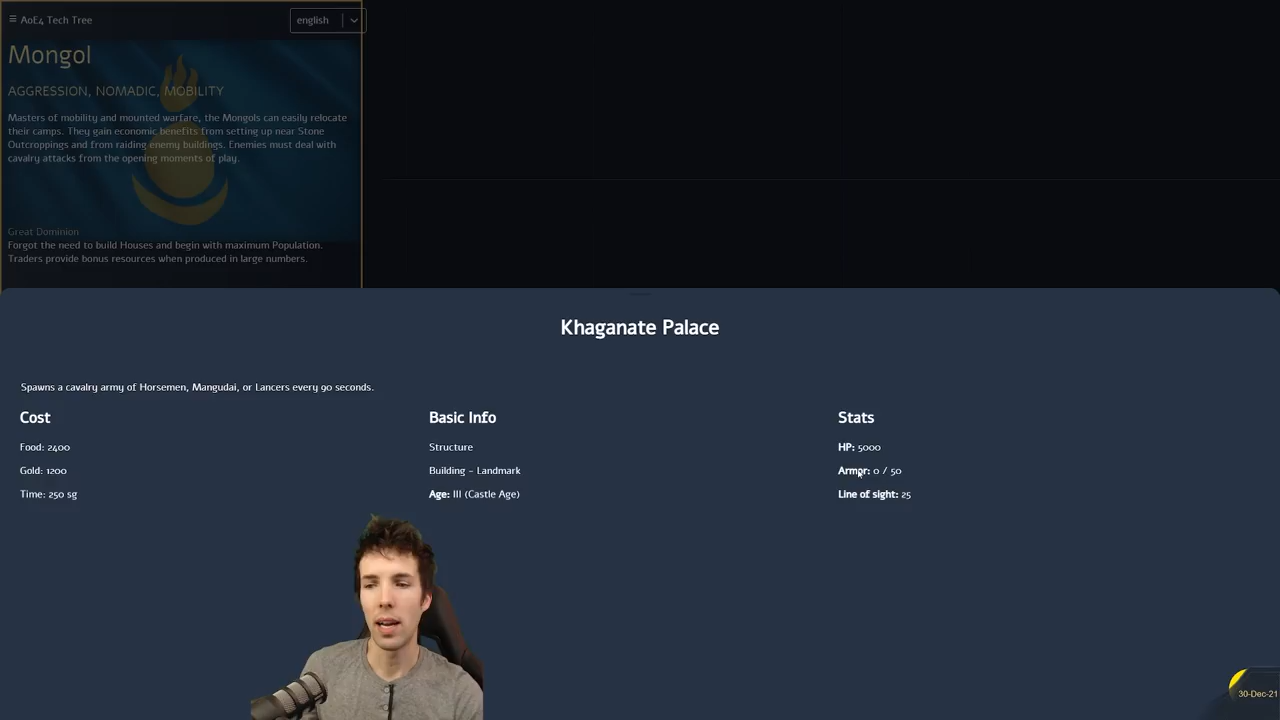 AoE4 Tech Tree
english
Mongol
AGGRESSION, NOMADIC, MOBILITY
Masters of mobility and mounted warfare, the Mongols can easily relocate
their camps. They gain economic benefits from setting up near Stone
Outcroppings and from raiding enemy buildings. Enemies must deal with
cavalry attacks from the opening moments of play.
Great Dominion
Forgot the need to build Houses and begin with maximum Population.
Traders provide bonus resources when produced in large numbers.
Khaganate Palace
Spawns a cavalry army of Horsemen, Mangudai, or Lancers every 90 seconds.
Cost
Food: 2400
Gold: 1200
Time: 250 sg
Basic Info
Structure
Building - Landmark
Age: III (Castle Age)
Stats
HP: 5000
Armor: 0 / 50
Line of sight: 25
30-Dec-21